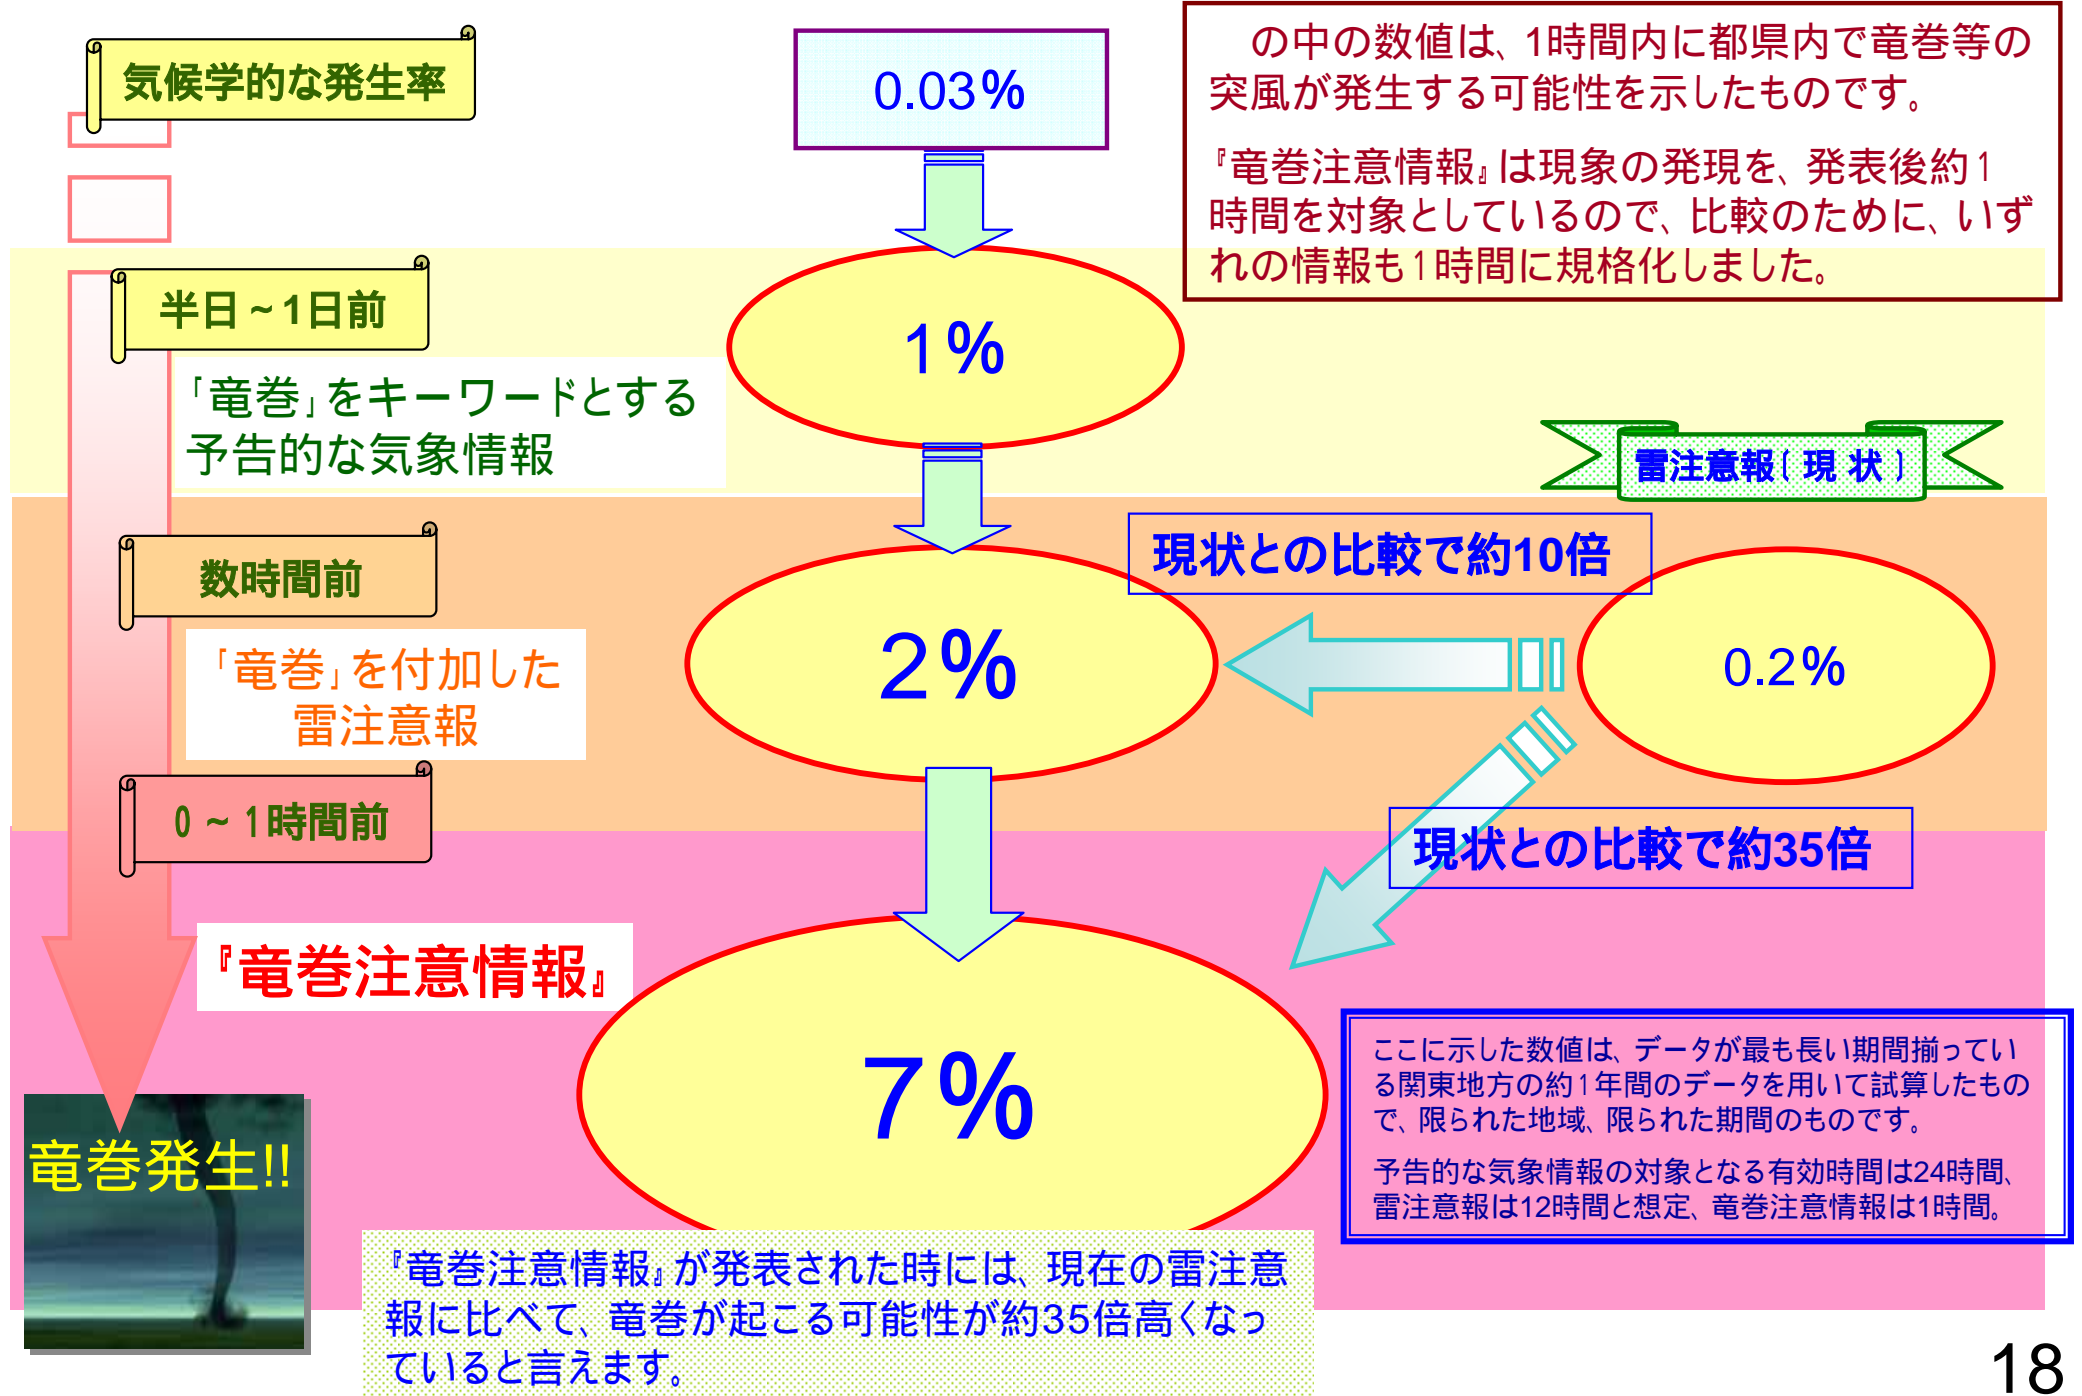 気候学的な発生率
0.03%
の中の数値は、1時間内に都県内で竜巻等の
突風が発生する可能性を示したものです。
『竜巻注意情報』は現象の発現を、発表後約1
時間を対象としているので、比較のために、いず
れの情報も1時間に規格化しました。
半日~1日前
1%
「竜巻」をキーワードとする
予告的な気象情報
雷注意報(現状)
数時間前
現状との比較で約10倍
2%
0.2%
「竜巻」を付加した
雷注意報
0~1時間前
現状との比較で約35倍
『竜巻注意情報』
7%
ここに示した数値は、データが最も長い期間揃ってい
る関東地方の約1年間のデータを用いて試算したもの
で、限られた地域、限られた期間のものです。
予告的な気象情報の対象となる有効時間は24時間、
雷注意報は12時間と想定、竜巻注意情報は1時間。
竜巻発生!!
『竜巻注意情報』が発表された時には、現在の雷注意
報に比べて、竜巻が起こる可能性が約35倍高くなっ
ていると言えます。
18